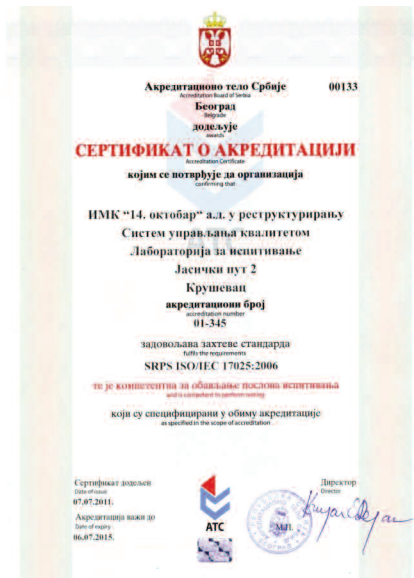 Акредитационо тело Србије 00133
Accreditation Board of Serbia
Београд
Belgrade
додељује
awards
СЕРТИФИКАТ О АКРЕДИТАЦИЈИ
Accreditation Certificate
којим се потврђује да организација
confirming that
ИМК “14. октобар“ а.д. у реструктурирању
Систем управљања квалитетом
Лабораторија за испитивање
Јасички пут 2
Крушевац
акредитациони број
accreditation number
01-345
задовољава захтеве стандарда
fulfils the requirements
SRPS ISO/IEC 17025:2006
те је компетентна за обављање послова испитивања
and is competent to perform testing
који су специфицирани у обиму акредитације
as specified in the scope of accreditation
Сертификат додељен
Date of issue
07.07.2011.
Акредитација важи до
Date of expiry
06.07.2015.
АТС
М.П.
Директор
Director